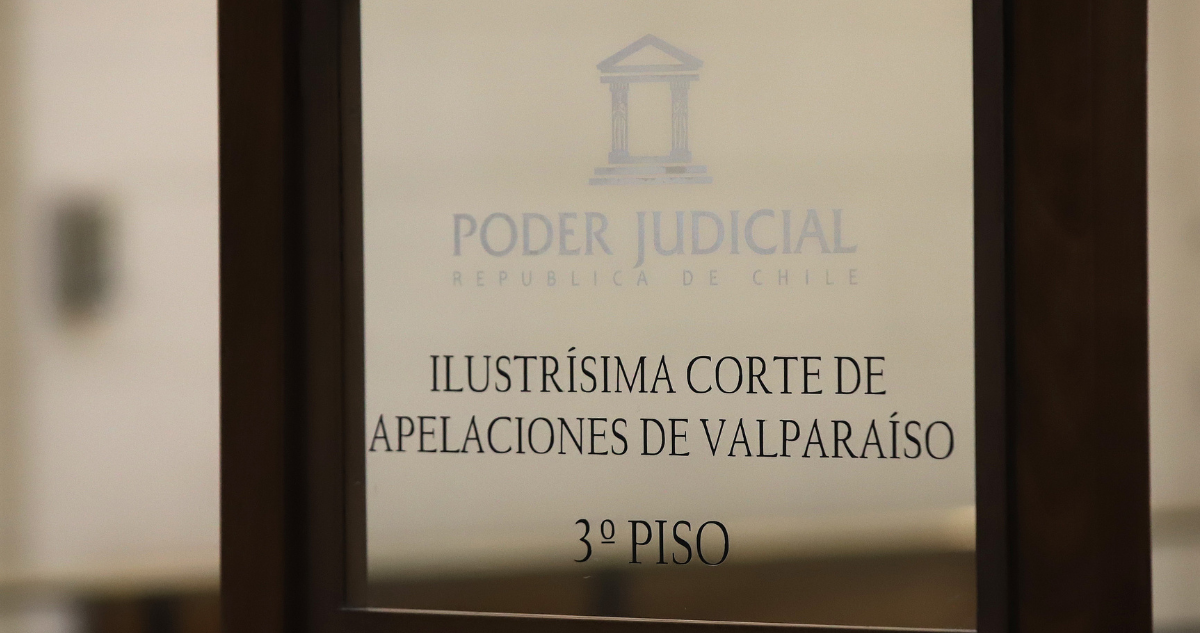 PODER JUDICIAL
REPUBLICA DE CHILE
ILUSTRÍSIMA CORTE DE
APELACIONES DE VALPARAÍSO
3º PISO